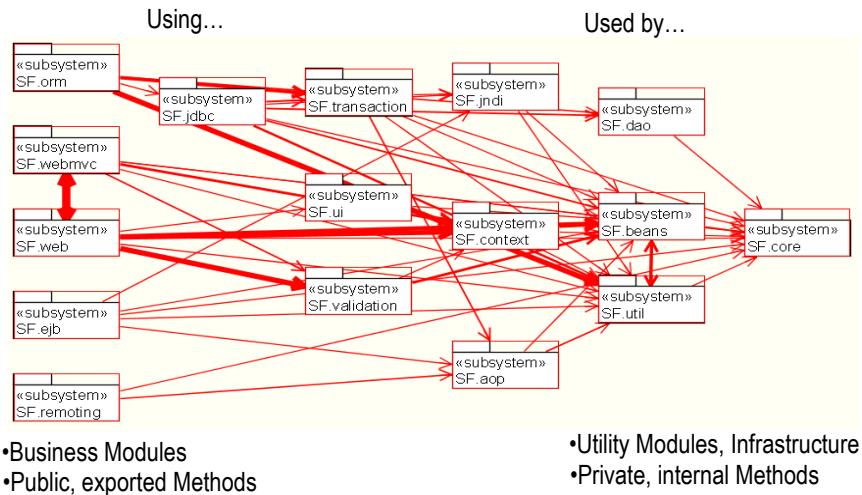 Using…
Used by…
«subsystem»
SF.orm
«subsystem»
SF.jdbc
«subsystem»
SF.transaction
«subsystem»
SF.jndi
«subsystem»
SF.dao
«subsystem»
SF.webmvc
«subsystem»
SF.ui
«subsystem»
SF.web
«subsystem»
SF.context
«subsystem»
SF.beans
«subsystem»
SF.core
«subsystem»
SF.ejb
«subsystem»
SF.validation
«subsystem»
SF.util
«subsystem»
SF.remoting
«subsystem»
SF.aop
•Business Modules
•Public, exported Methods
•Utility Modules, Infrastructure
•Private, internal Methods